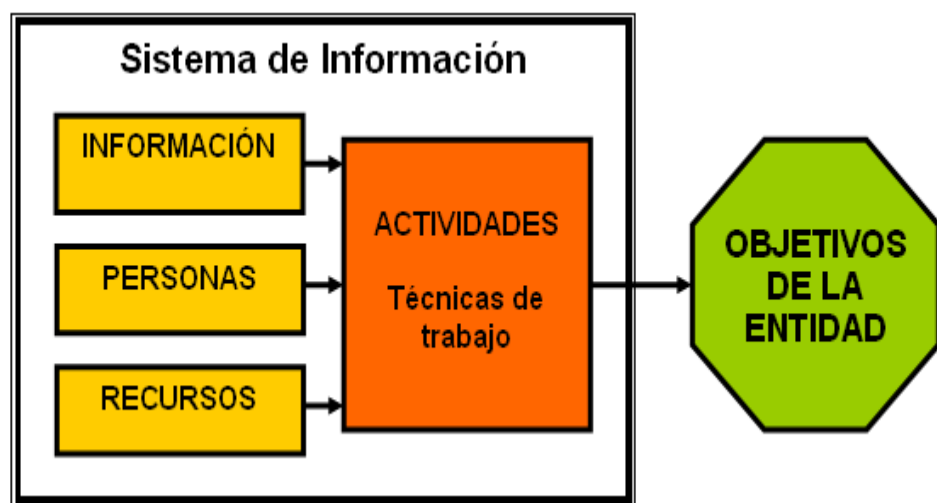 Sistema de Información
INFORMACIÓN
PERSONAS
RECURSOS
ACTIVIDADES
Técnicas de
trabajo
OBJETIVOS
DE LA
ENTIDAD